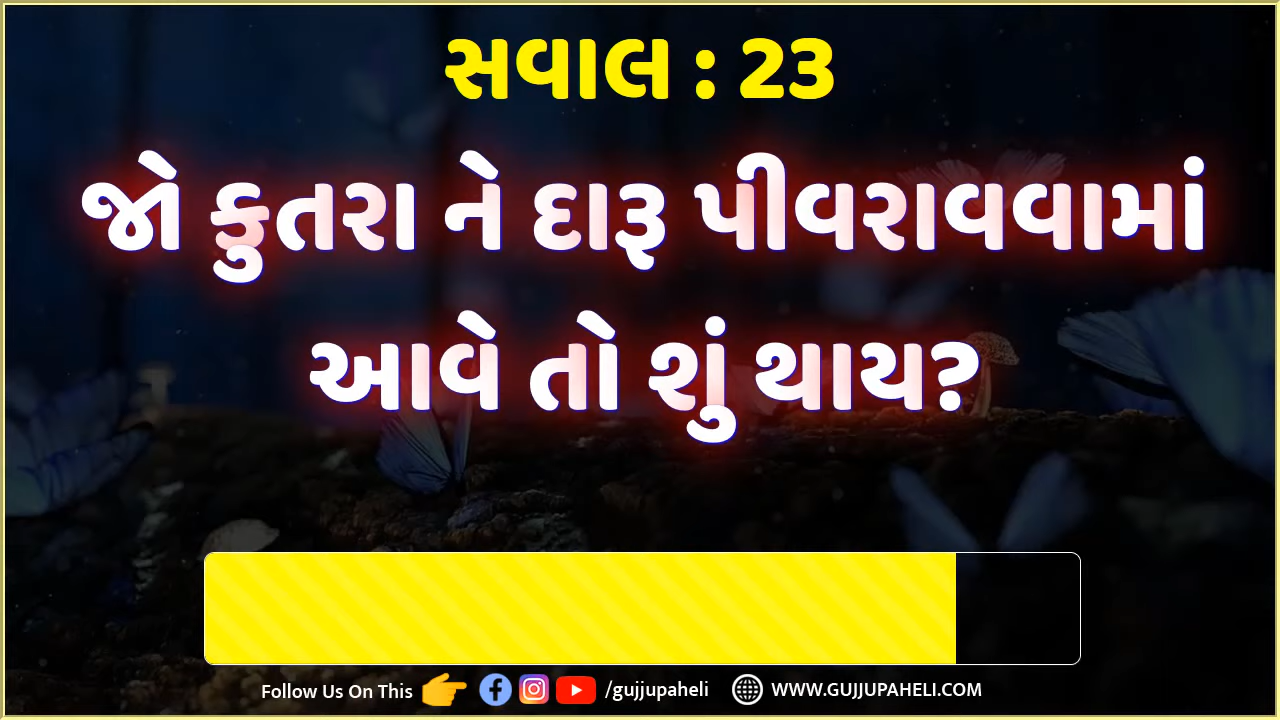 સવાલ : 23
જો કુતરા ને દારૂ પીવરાવવામાં
આવે તો શું થાય?
Follow Us On This /gujjupaheli WWW.GUJJUPAHELI.COM